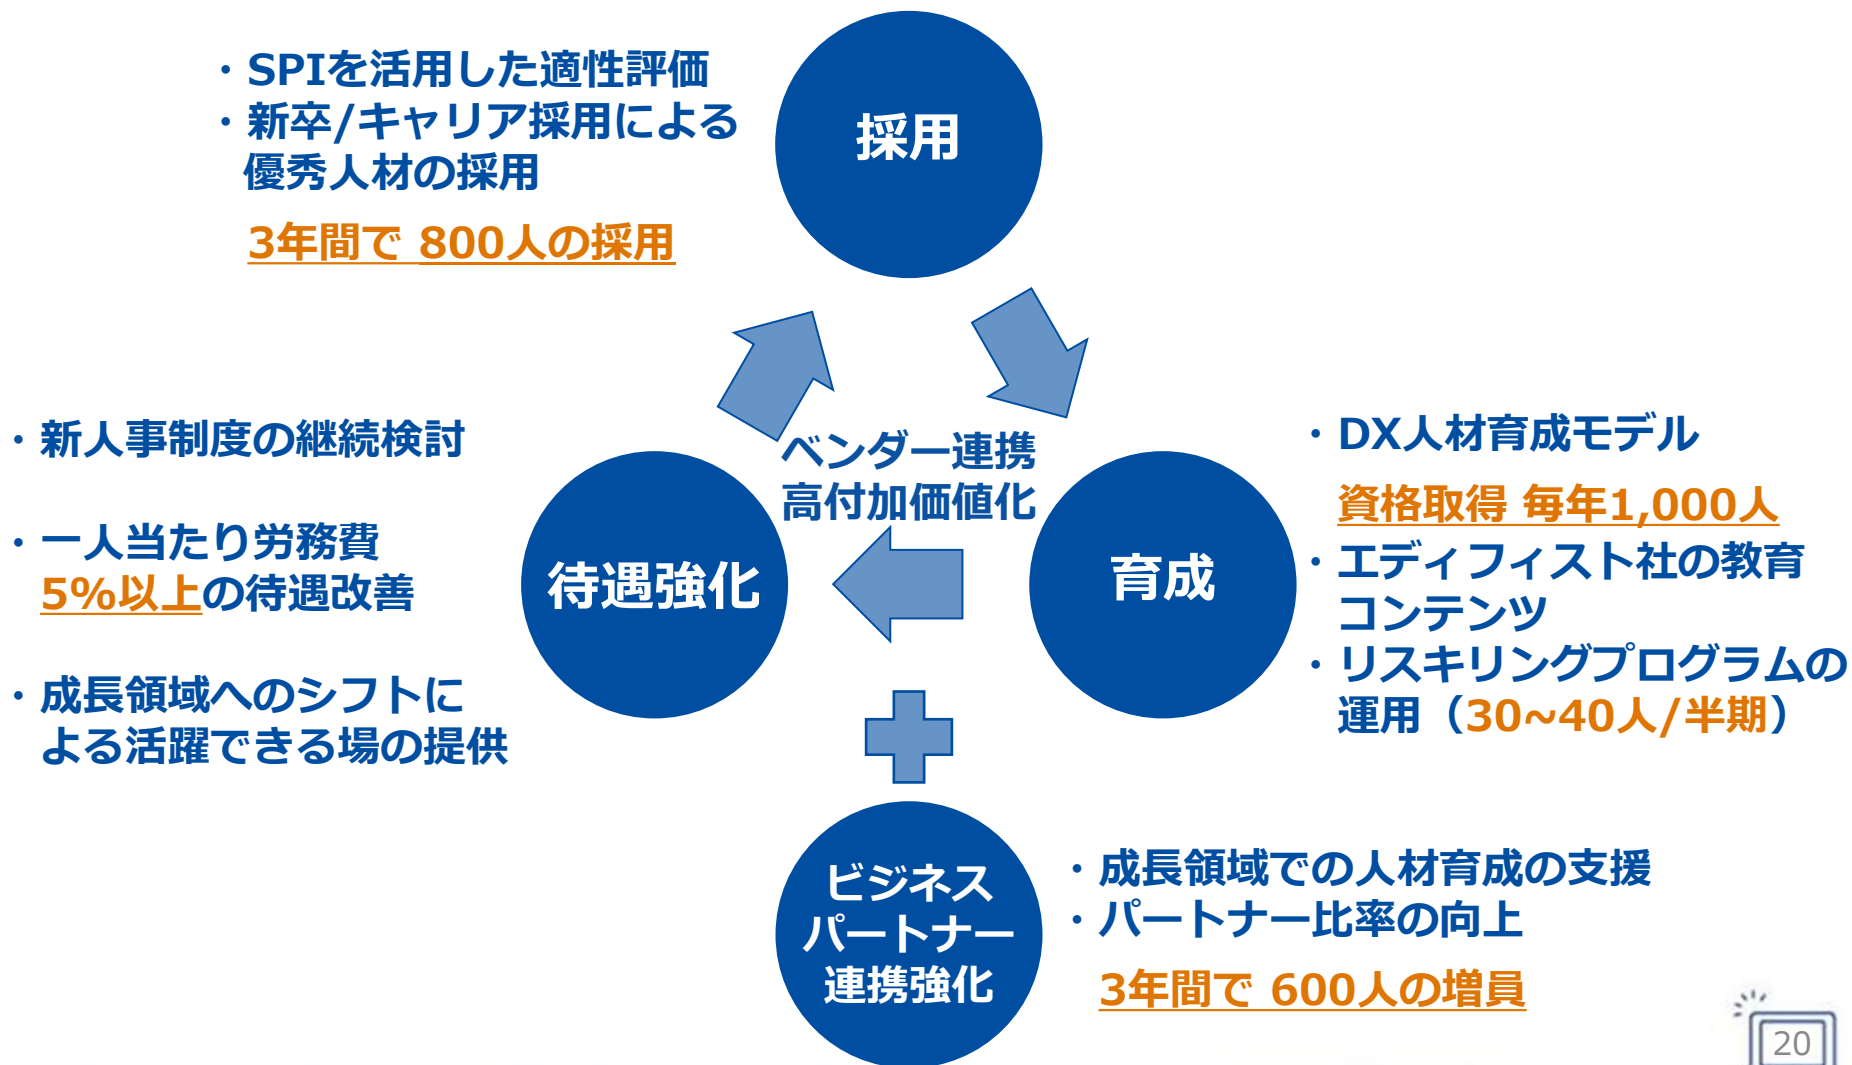 ・SPIを活用した適性評価
・新卒/キャリア採用による
優秀人材の採用
3年間で 800人の採用
採用
・新人事制度の継続検討
・一人当たり労務費
5%以上の待遇改善
・成長領域へのシフトに
よる活躍できる場の提供
待遇強化
ベンダー連携
高付加価値化
育成
・DX人材育成モデル
資格取得 毎年1,000人
・エディフィスト社の教育
コンテンツ
・リスキリングプログラムの
運用（30~40人/半期）
ビジネス
パートナー
連携強化
・成長領域での人材育成の支援
・パートナー比率の向上
3年間で 600人の増員
20